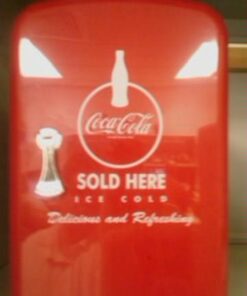 Coca-Cola
SOLD HERE
ICE COLD
Delicious and Refreshing